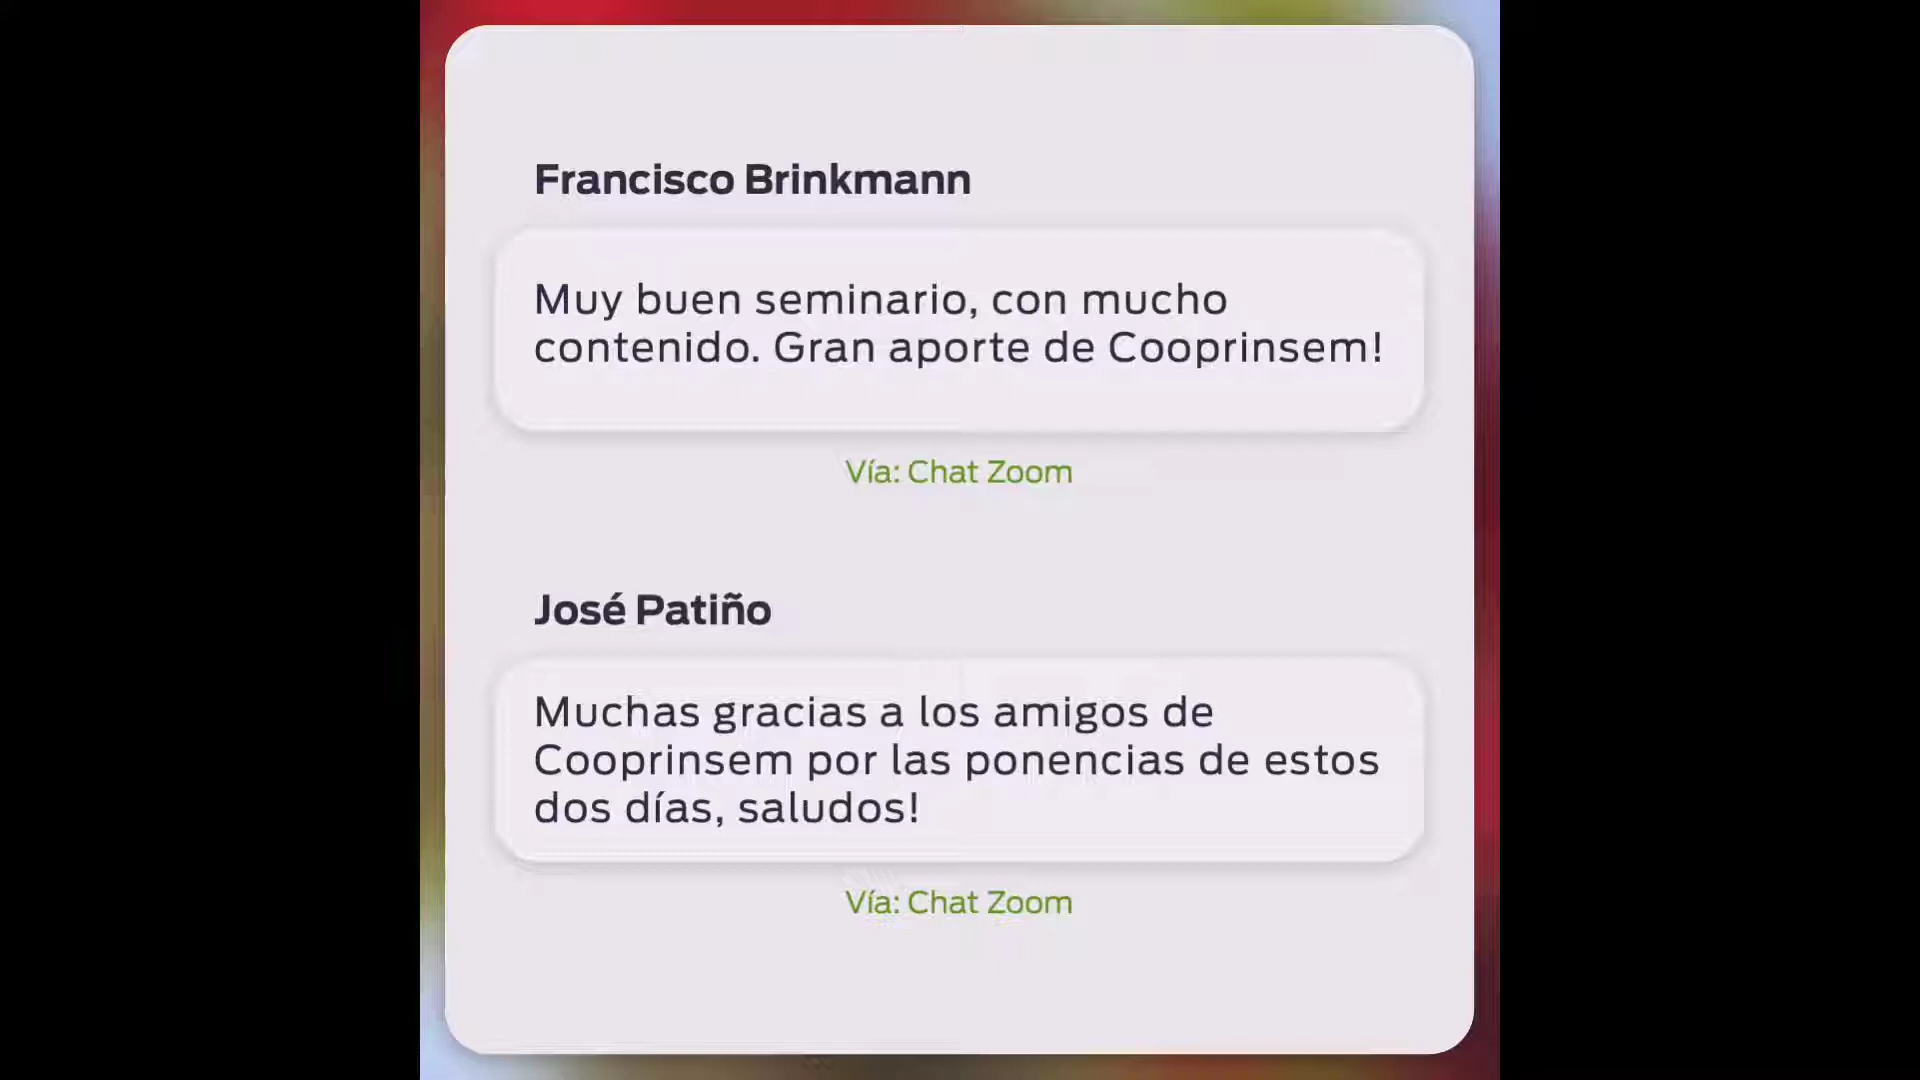 Francisco Brinkmann
Muy buen seminario, con mucho
contenido. Gran aporte de Cooprinsem!
Vía: Chat Zoom
José Patiño
Muchas gracias a los amigos de
Cooprinsem por las ponencias de estos
dos días, saludos!
Vía: Chat Zoom